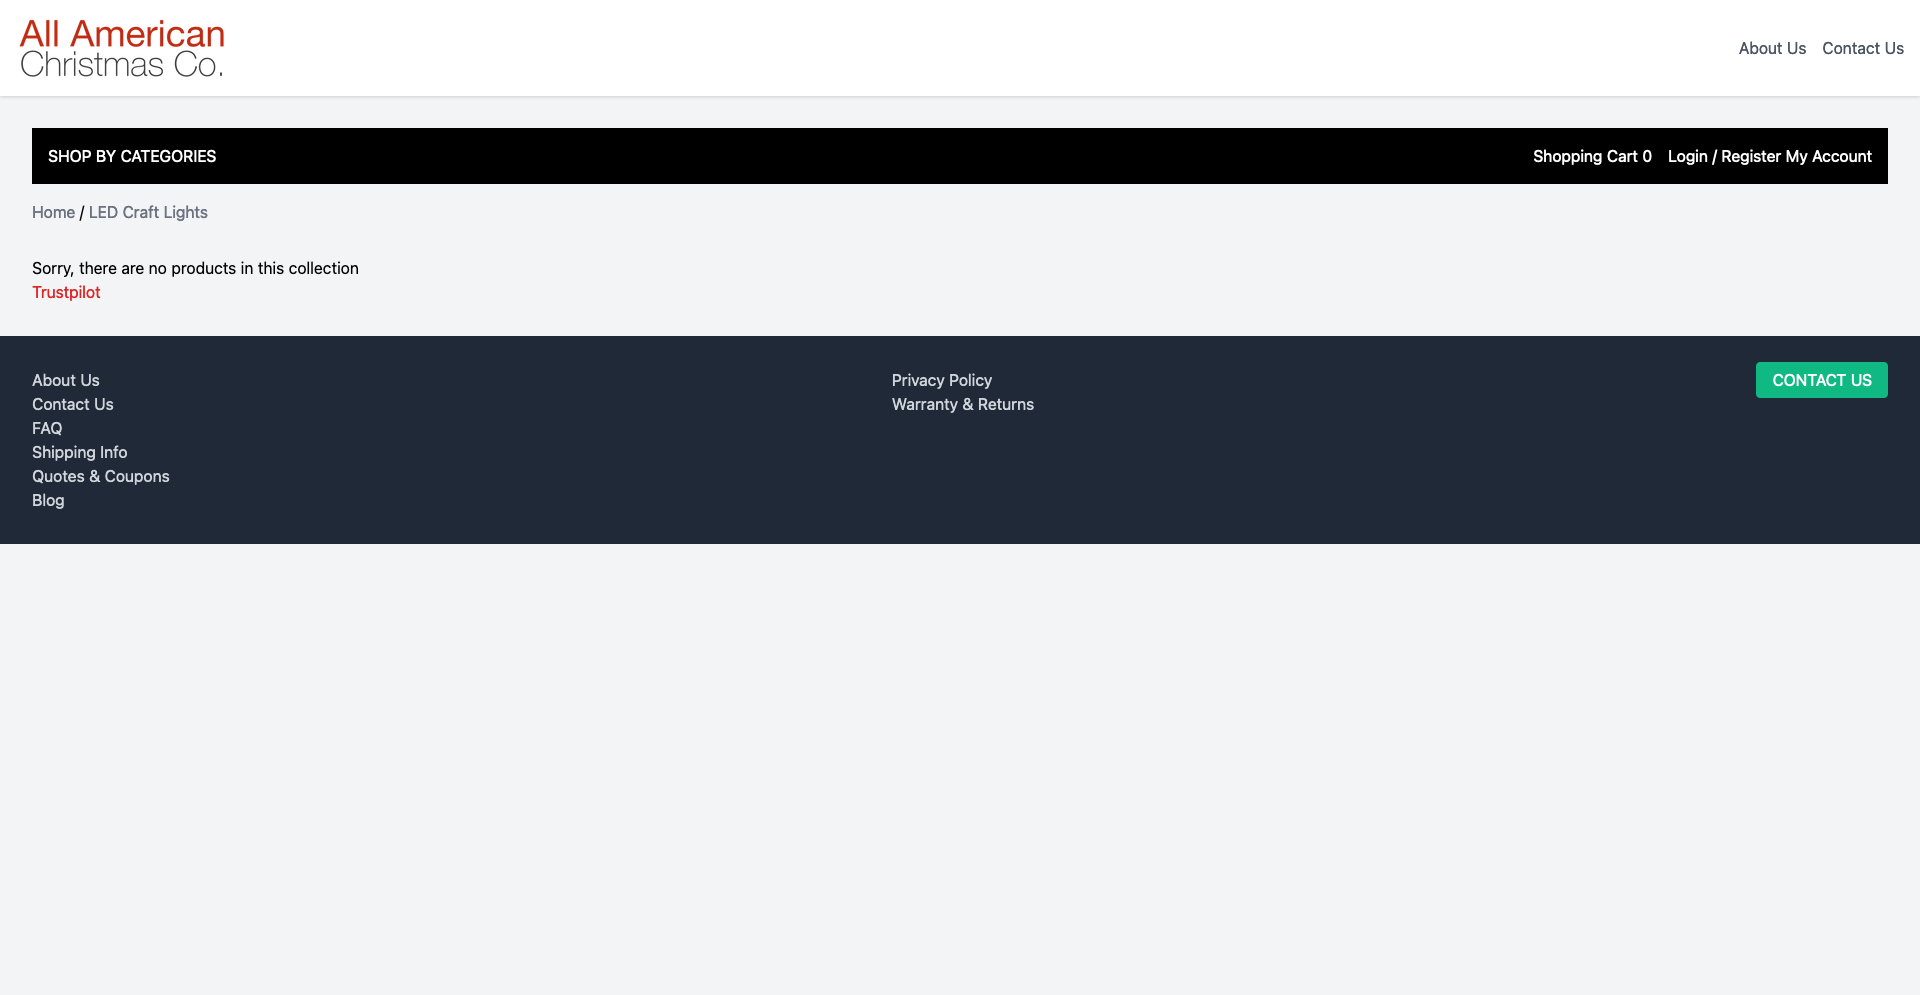 All American
Christmas Co.
About Us
Contact Us
SHOP BY CATEGORIES
Shopping Cart 0
Login / Register My Account
Home / LED Craft Lights
Sorry, there are no products in this collection
Trustpilot
About Us
Contact Us
FAQ
Shipping Info
Quotes & Coupons
Blog
Privacy Policy
Warranty & Returns
CONTACT US